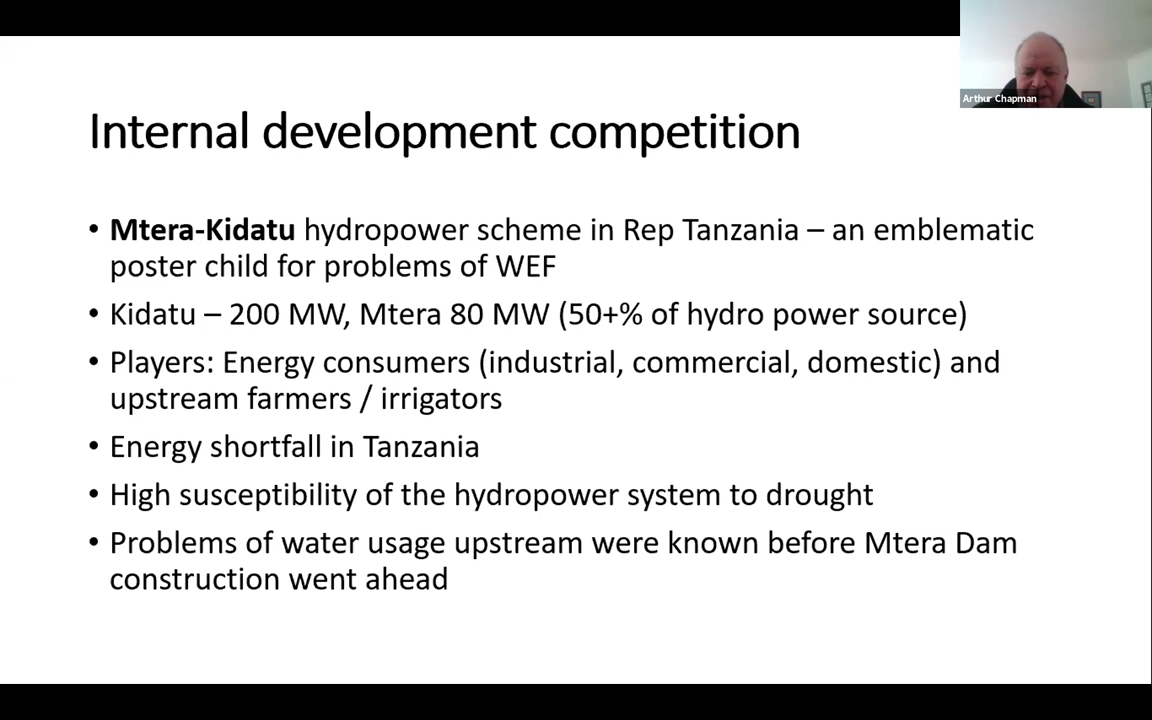 Arthur Chapman
Internal development competition
• Mtera-Kidatu hydropower scheme in Rep Tanzania – an emblematic
poster child for problems of WEF
• Kidatu – 200 MW, Mtera 80 MW (50+% of hydro power source)
• Players: Energy consumers (industrial, commercial, domestic) and
upstream farmers / irrigators
• Energy shortfall in Tanzania
• High susceptibility of the hydropower system to drought
• Problems of water usage upstream were known before Mtera Dam
construction went ahead